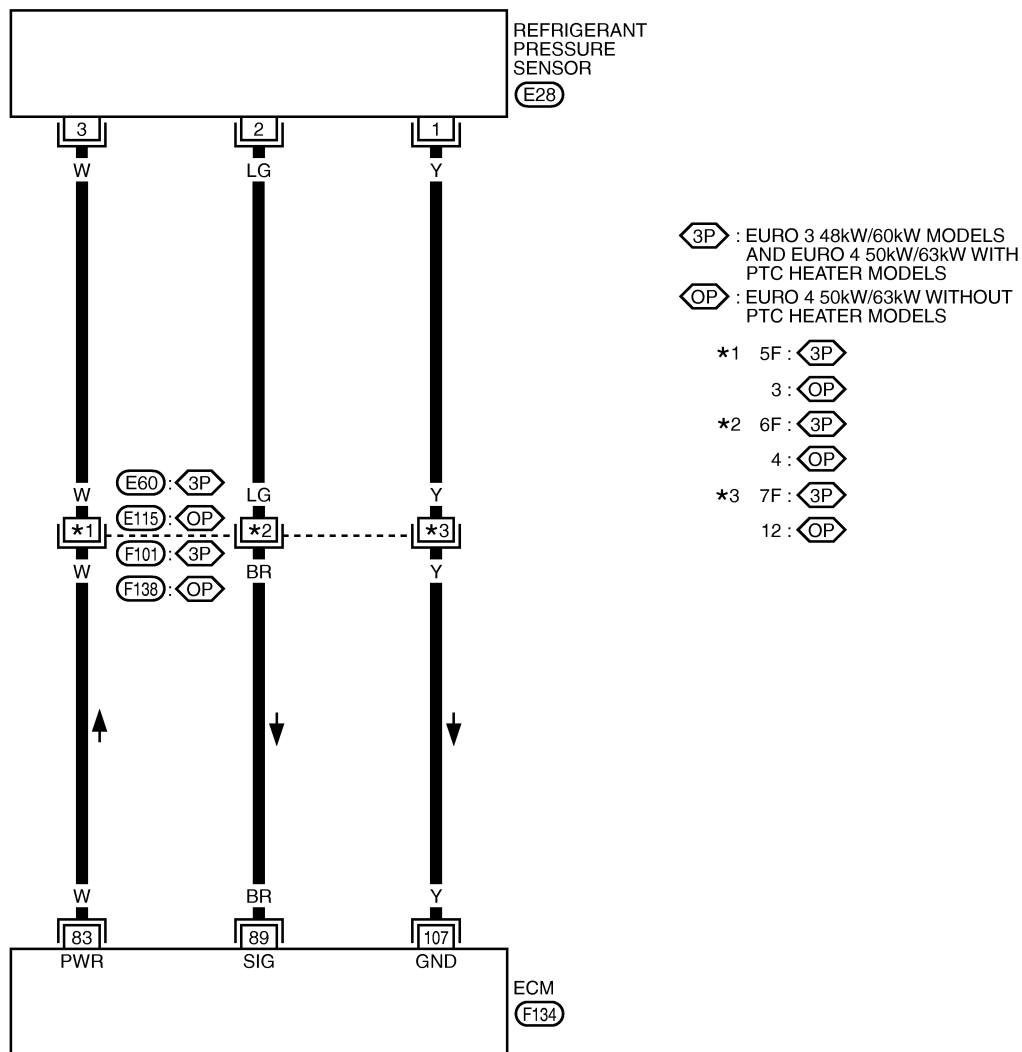 REFRIGERANT
PRESSURE
SENSOR
E28
3 2 1
W LG Y
3P : EURO 3 48kW/60kW MODELS
AND EURO 4 50kW/63kW WITH
PTC HEATER MODELS
OP : EURO 4 50kW/63kW WITHOUT
PTC HEATER MODELS
*1 5F : 3P
3 : OP
*2 6F : 3P
4 : OP
*3 7F : 3P
12 : OP
E60 : 3P
W LG Y
E115 : OP
*1 *2 *3
F101 : 3P
W BR Y
F138 : OP
W BR Y
83 89 107
PWR SIG GND
ECM
F134